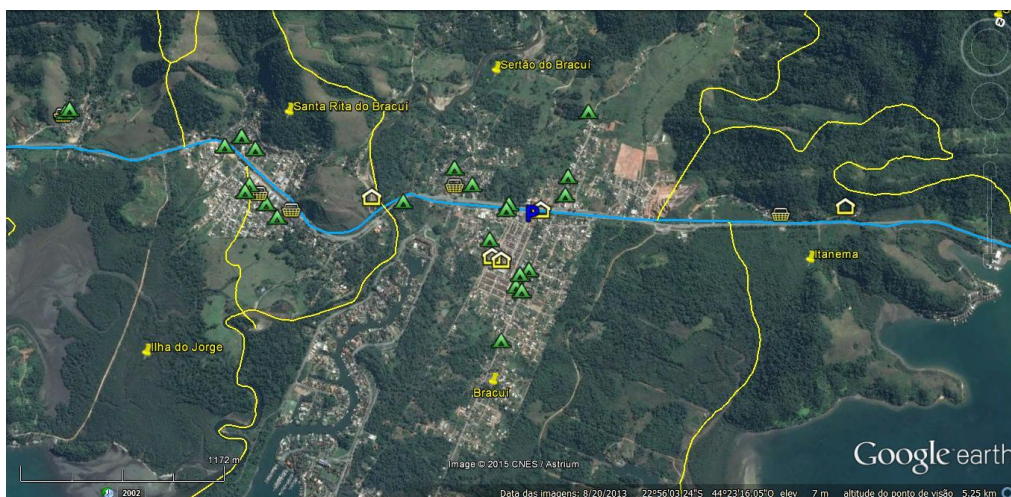 N
Sertão do Bracuí
Santa Rita do Bracuí
P
Itanema
Ilha do Jorge
Bracuí
1172 m
Image © 2015 CNES / Astrium
Google earth
2002
Data das imagens: 8/20/2013 22°56'03.24"S 44°23'16.05"O elev 7 m altitude do ponto de visão 5.25 km